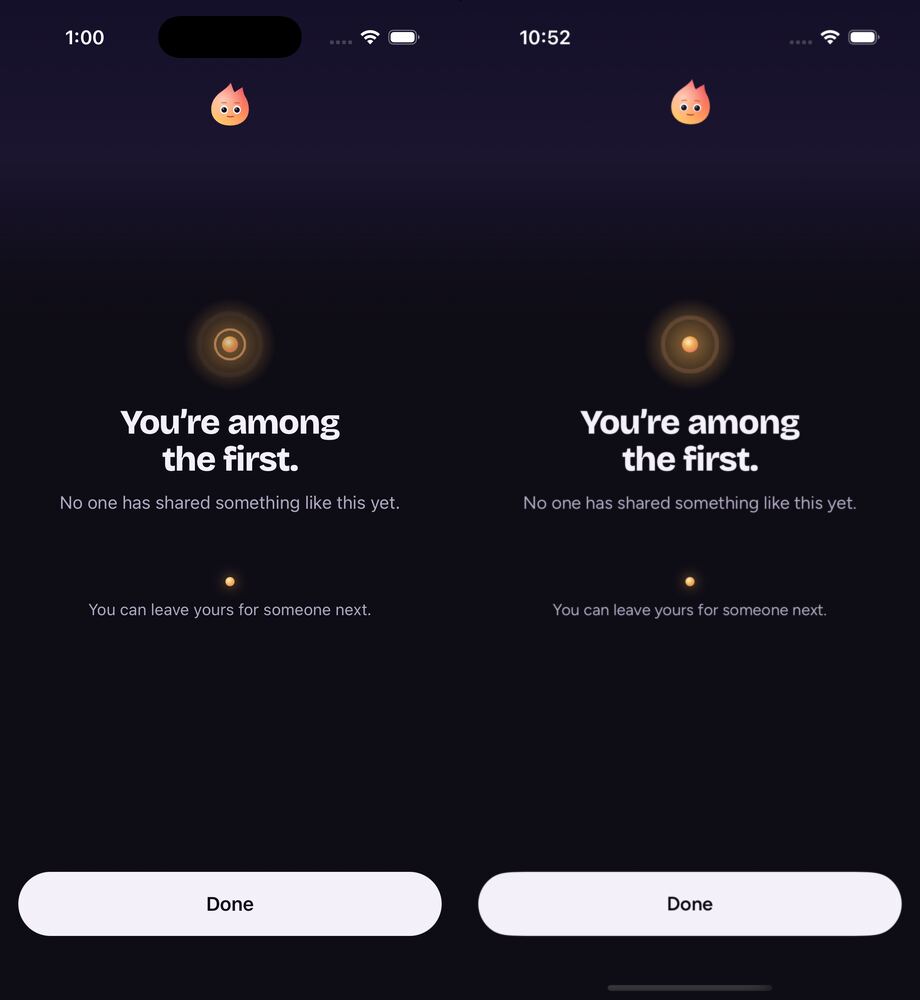 1:00
You're among
the first.
No one has shared something like this yet.
You can leave yours for someone next.
Done
10:52
You're among
the first.
No one has shared something like this yet.
You can leave yours for someone next.
Done